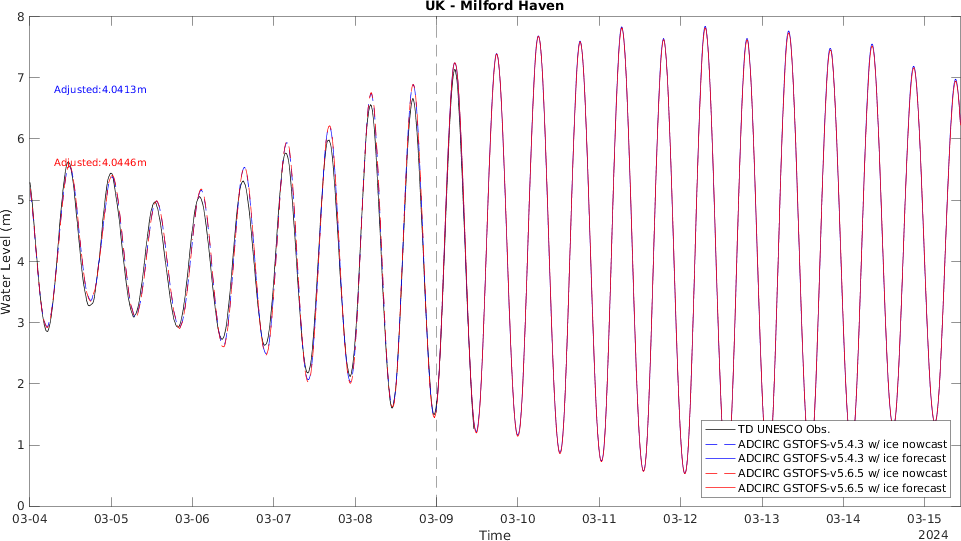 UK - Milford Haven
8
7
6
5
4
3
2
1
0
Water Level (m)
Adjusted:4.0413m
Adjusted:4.0446m
TD UNESCO Obs.
ADCIRC GSTOFS-v5.4.3 w/ ice nowcast
ADCIRC GSTOFS-v5.4.3 w/ ice forecast
ADCIRC GSTOFS-v5.6.5 w/ ice nowcast
ADCIRC GSTOFS-v5.6.5 w/ ice forecast
03-04 03-05 03-06 03-07 03-08 03-09 03-10 03-11 03-12 03-13 03-14 03-15
Time
2024